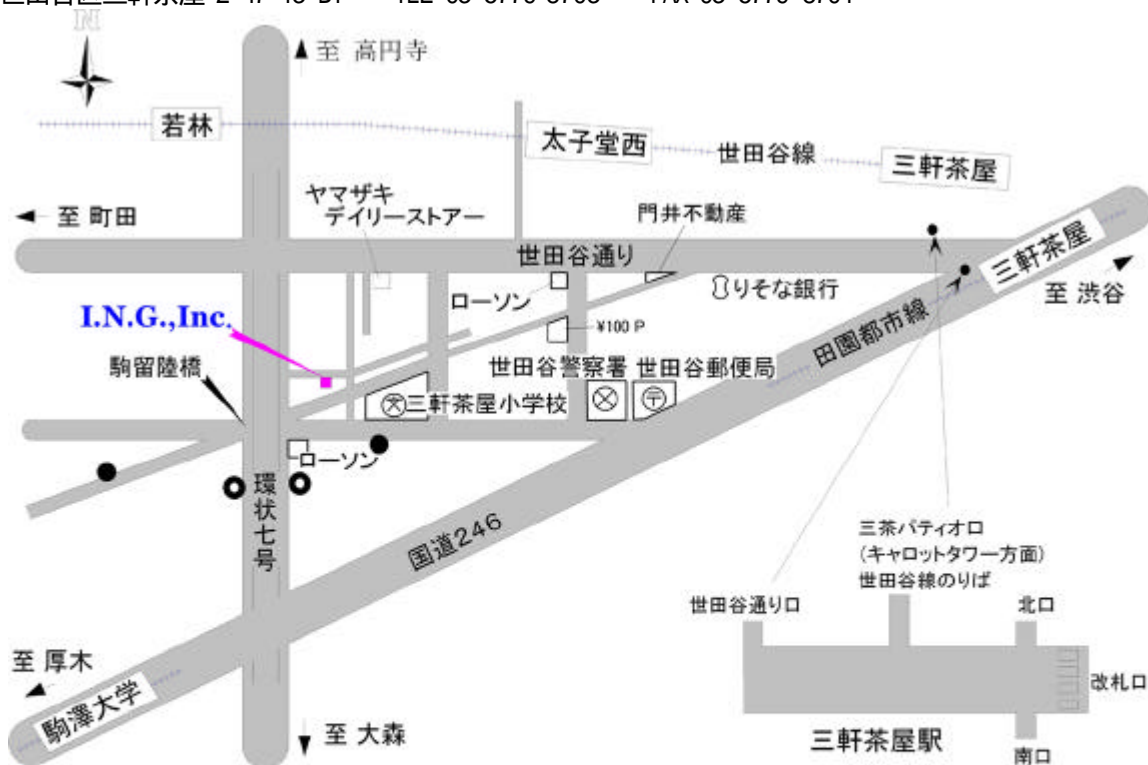 N
至 高円寺
若林
太子堂西
世田谷線
三軒茶屋
ヤマザキ
デイリーストアー
門井不動産
至 町田
世田谷通り
三軒茶屋
至 渋谷
ローソン
りそな銀行
I.N.G.,Inc.
¥100 P
田園都市線
駒留陸橋
世田谷警察署
世田谷郵便局
文
三軒茶屋小学校
〒
ローソン
環状七号
国道246
三茶パティオ口
(キャロットタワー方面)
世田谷線のりば
世田谷通り口
北口
至 厚木
改札口
駒澤大学
至 大森
三軒茶屋駅
南口